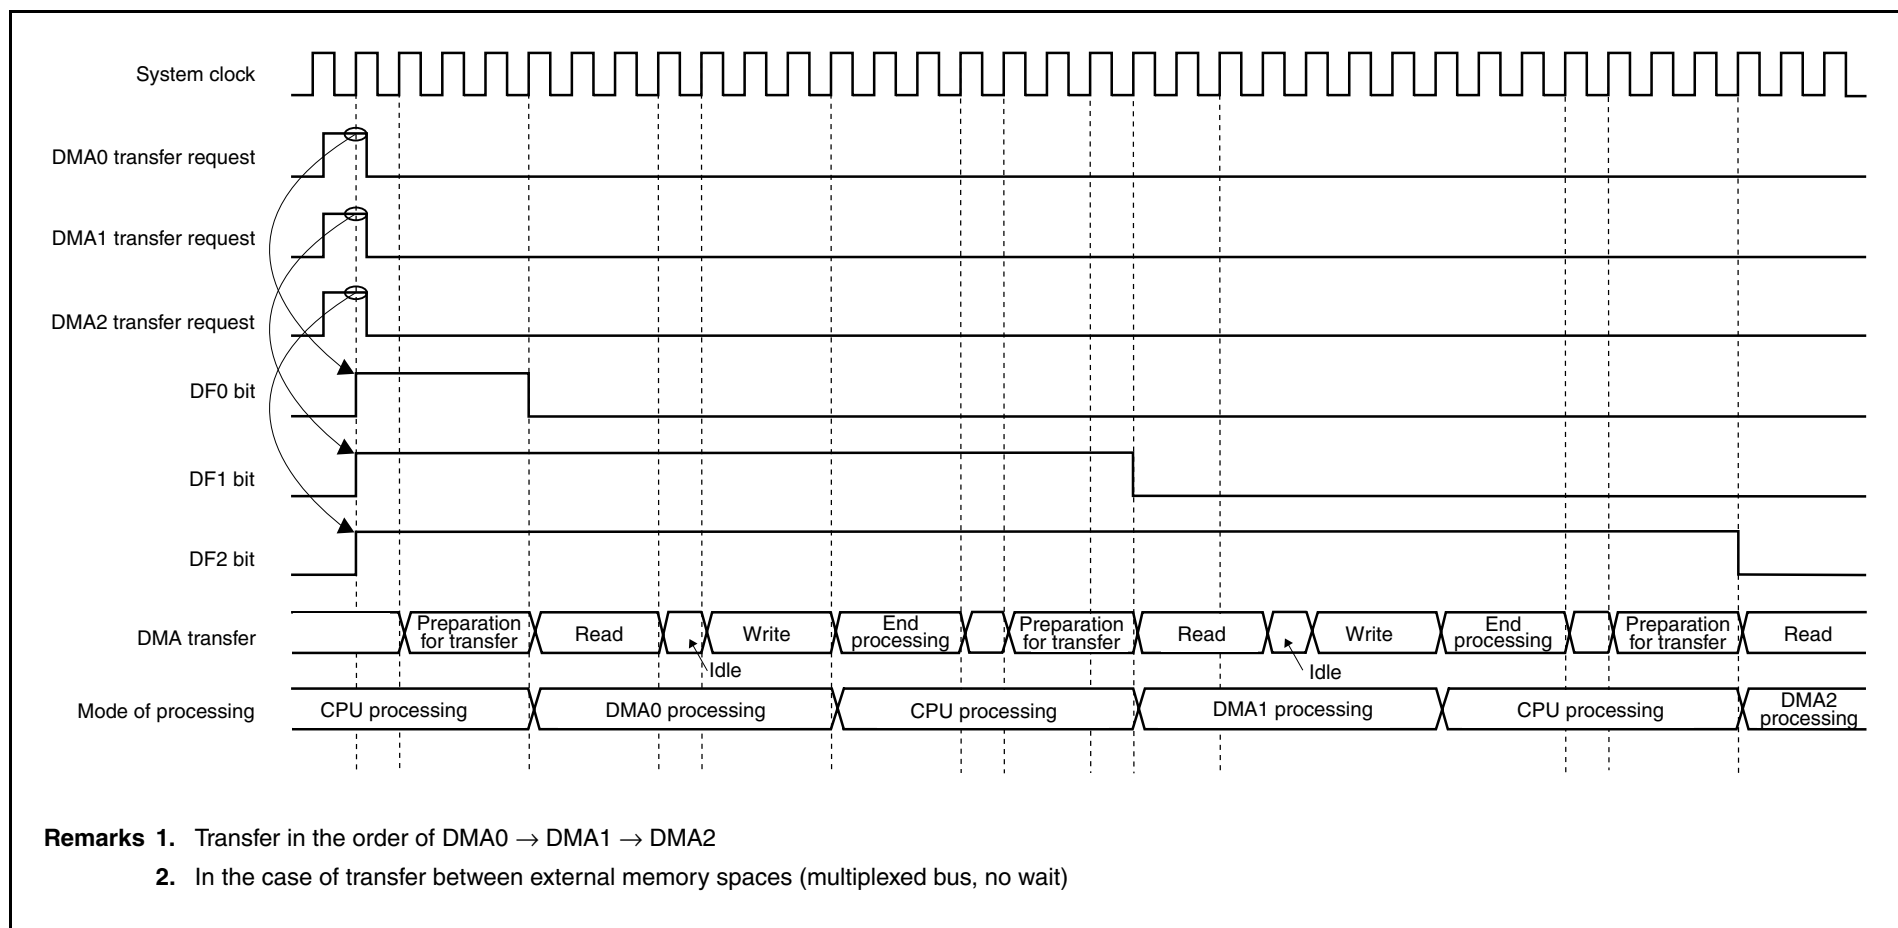 System clock
DMA0 transfer request
DMA1 transfer request
DMA2 transfer request
DF0 bit
DF1 bit
DF2 bit
DMA transfer
Preparation
for transfer
Read
Write
End
processing
Preparation
for transfer
Read
Write
End
processing
Preparation
for transfer
Read
Idle
Idle
Mode of processing
CPU processing
DMA0 processing
CPU processing
DMA1 processing
CPU processing
DMA2
processing
Remarks 1. Transfer in the order of DMA0 → DMA1 → DMA2
2. In the case of transfer between external memory spaces (multiplexed bus, no wait)